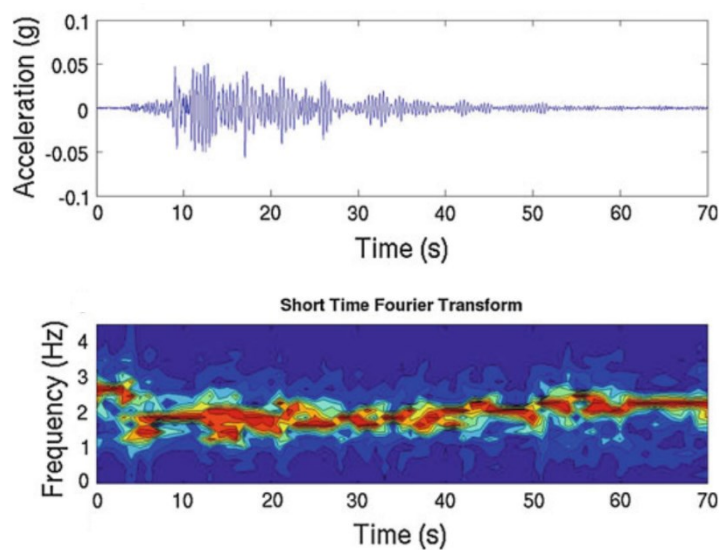 Acceleration (g)
0.1
0.05
0
-0.05
-0.1
0 10 20 30 40 50 60 70
Time (s)
Short Time Fourier Transform
Frequency (Hz)
4
3
2
1
0
0 10 20 30 40 50 60 70
Time (s)